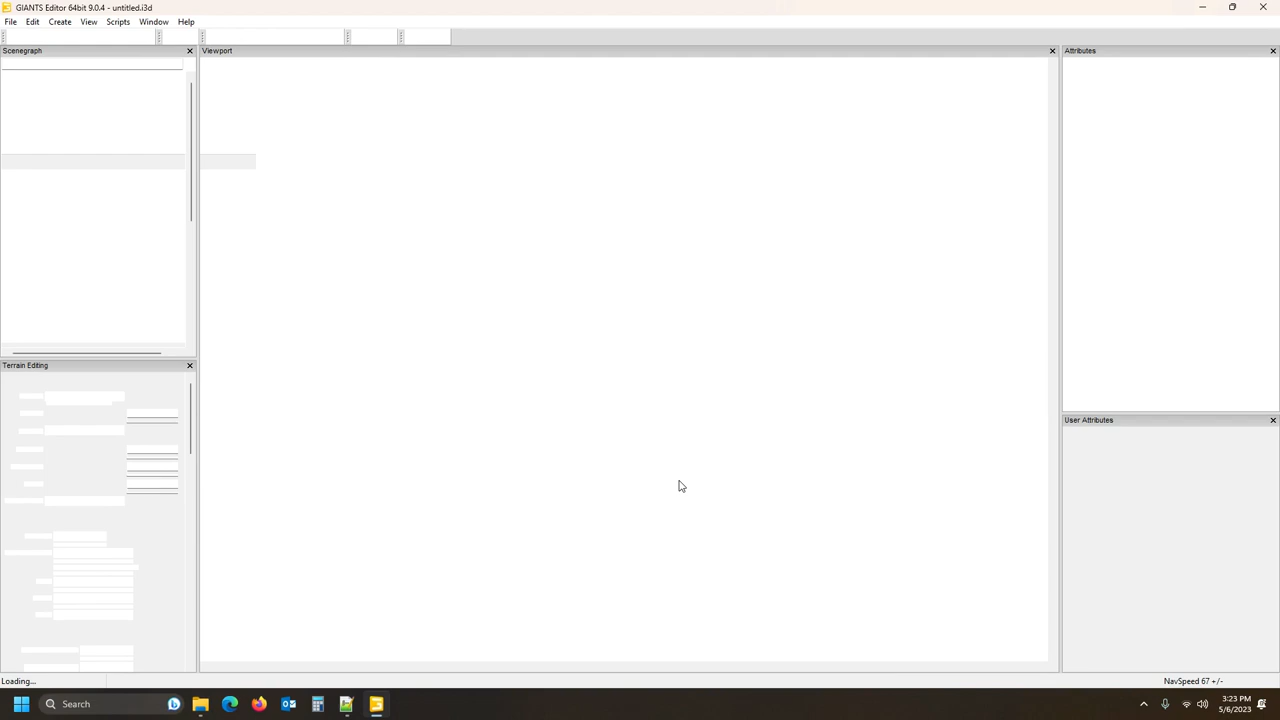 GIANTS Editor 64bit 9.0.4 - untitled.i3d
File Edit Create View Scripts Window Help
Scenegraph
Viewport
Attributes
Terrain Editing
User Attributes
Loading...
NavSpeed 67 +/-
Search
3:23 PM
5/6/2023